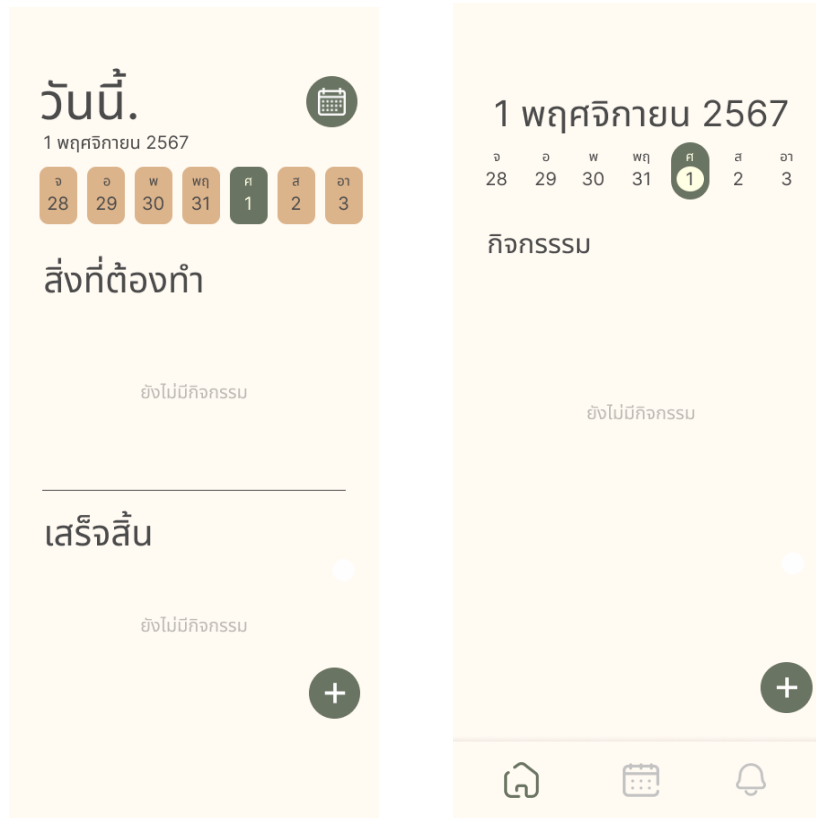 วันนี้.
1 พฤศจิกายน 2567
จ อ พ พฤ ศ ส อา
28 29 30 31 1 2 3
สิ่งที่ต้องทำ
ยังไม่มีกิจกรรม
เสร็จสิ้น
ยังไม่มีกิจกรรม
+
1 พฤศจิกายน 2567
จ อ พ พฤ ศ ส อา
28 29 30 31 1 2 3
กิจกรรรม
ยังไม่มีกิจกรรม
+